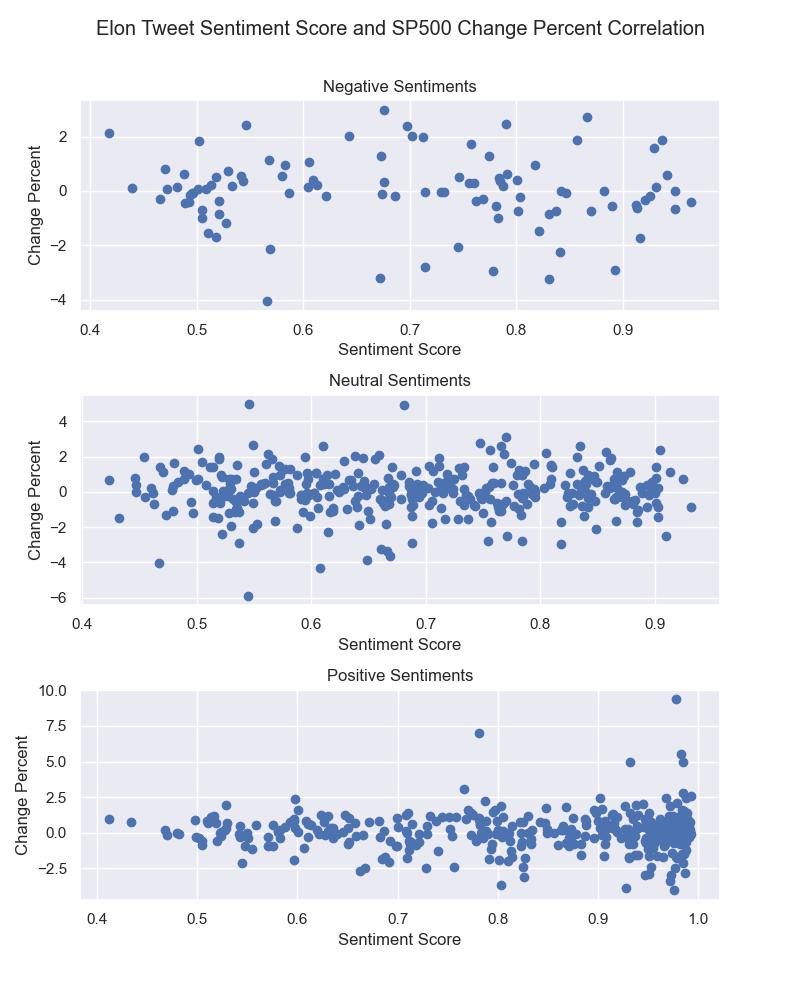 Elon Tweet Sentiment Score and SP500 Change Percent Correlation
Negative Sentiments
Change Percent
2
0
−2
−4
0.4 0.5 0.6 0.7 0.8 0.9
Sentiment Score
Neutral Sentiments
Change Percent
4
2
0
−2
−4
−6
0.4 0.5 0.6 0.7 0.8 0.9
Sentiment Score
Positive Sentiments
Change Percent
10.0
7.5
5.0
2.5
0.0
−2.5
0.4 0.5 0.6 0.7 0.8 0.9 1.0
Sentiment Score